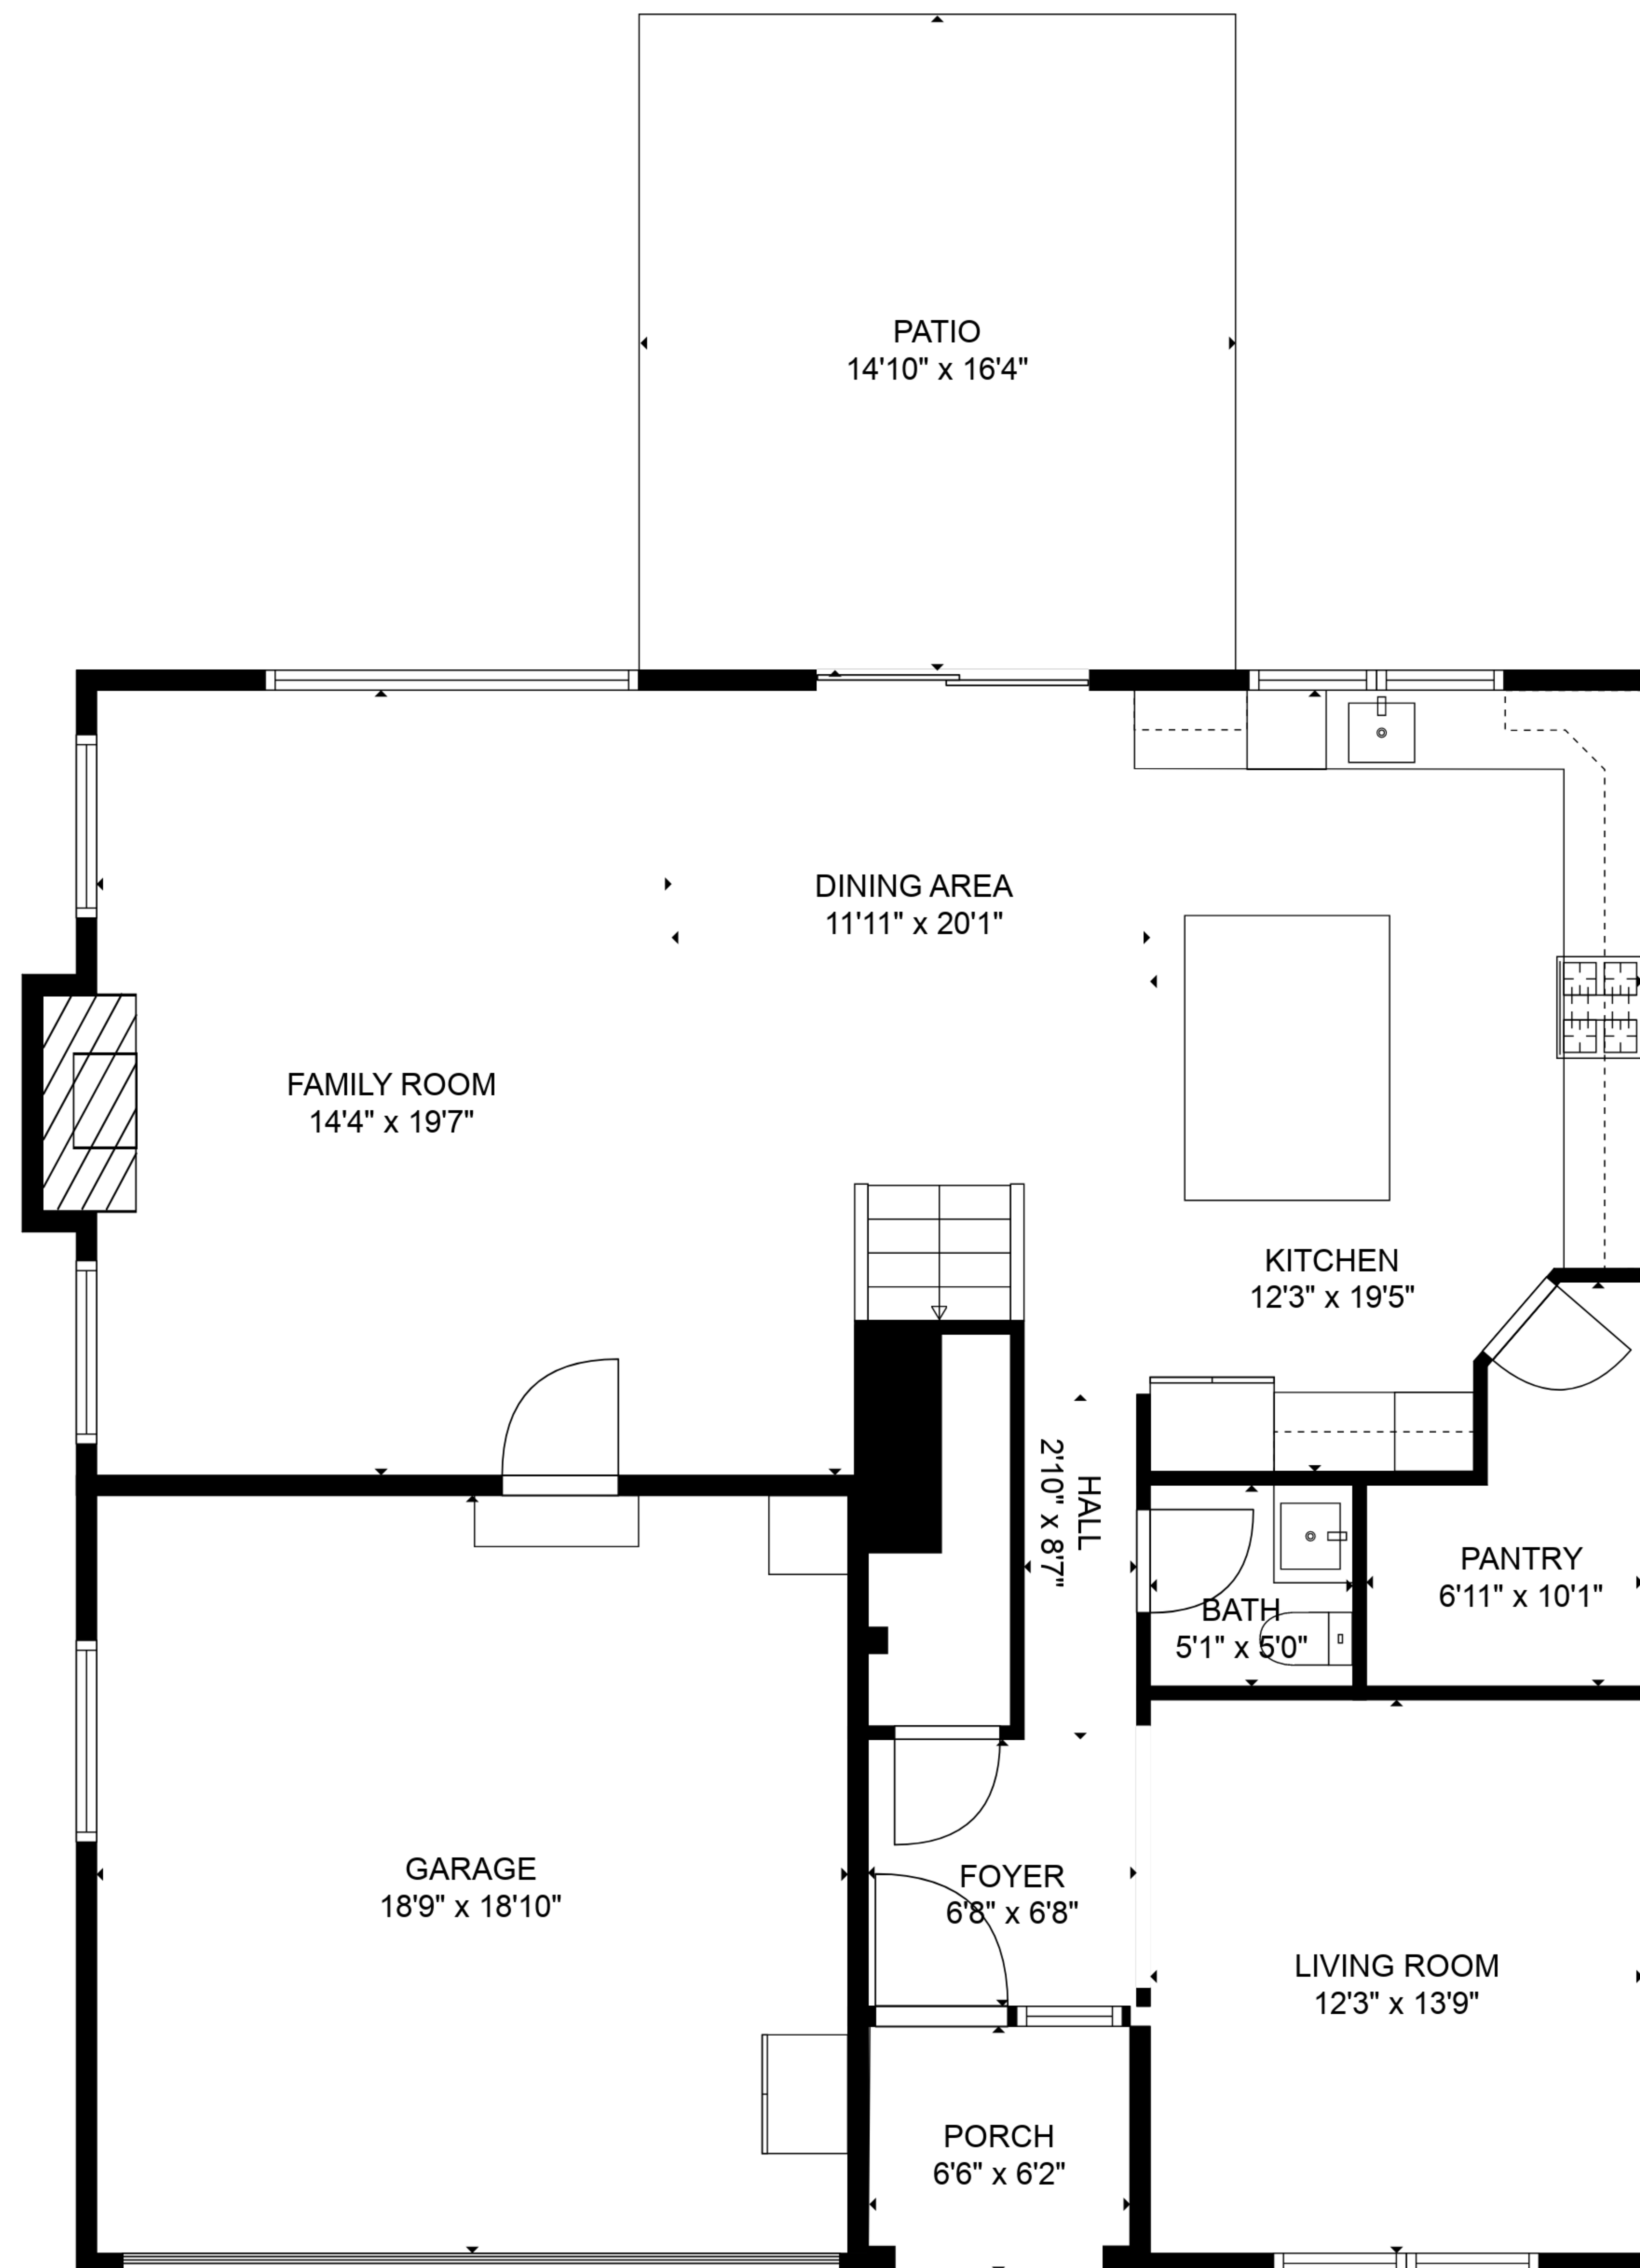 PATIO
14'10" x 16'4"
DINING AREA
11'11" x 20'1"
FAMILY ROOM
14'4" x 19'7"
KITCHEN
12'3" x 19'5"
HALL
2'10" x 8'7"
PANTRY
6'11" x 10'1"
BATH
5'1" x 5'0"
GARAGE
18'9" x 18'10"
FOYER
6'8" x 6'8"
LIVING ROOM
12'3" x 13'9"
PORCH
6'6" x 6'2"